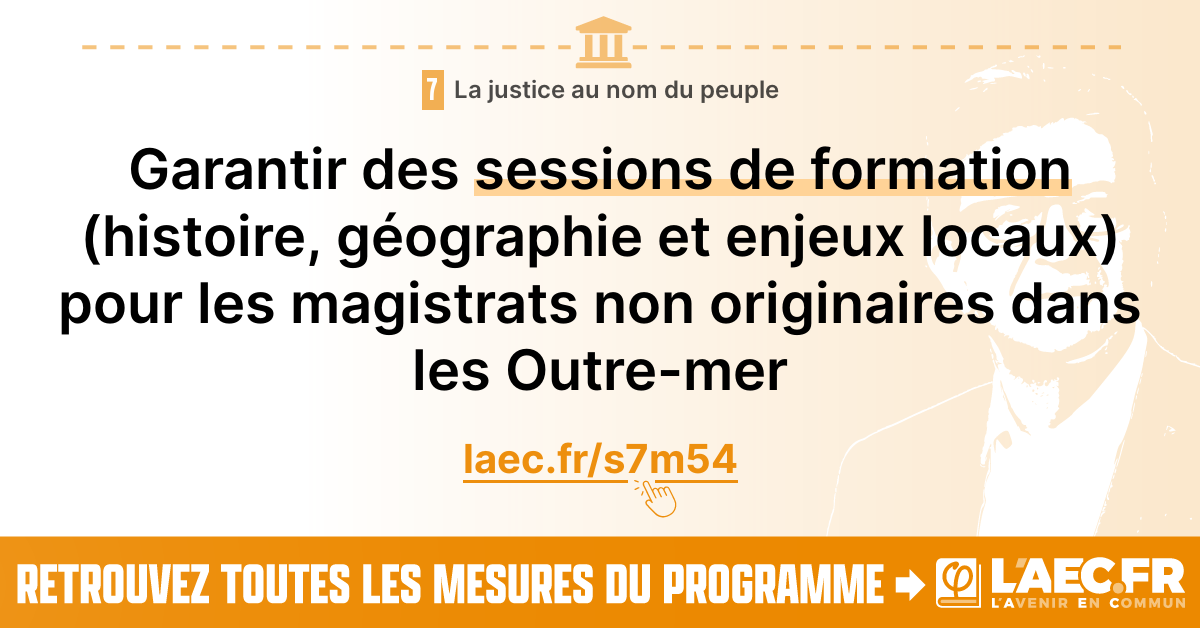 7 La justice au nom du peuple
Garantir des sessions de formation
(histoire, géographie et enjeux locaux)
pour les magistrats non originaires dans
les Outre-mer
laec.fr/s7m54
RETROUVEZ TOUTES LES MESURES DU PROGRAMME
φ L'AEC.FR
L'AVENIR EN COMMUN